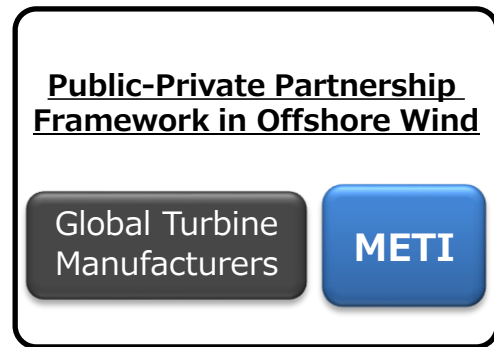 Public-Private Partnership
Framework in Offshore Wind
Global Turbine
Manufacturers
METI